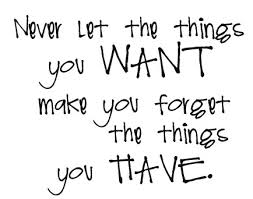 Never Let the things
you WANT
make you forget
the things
you HAVE.